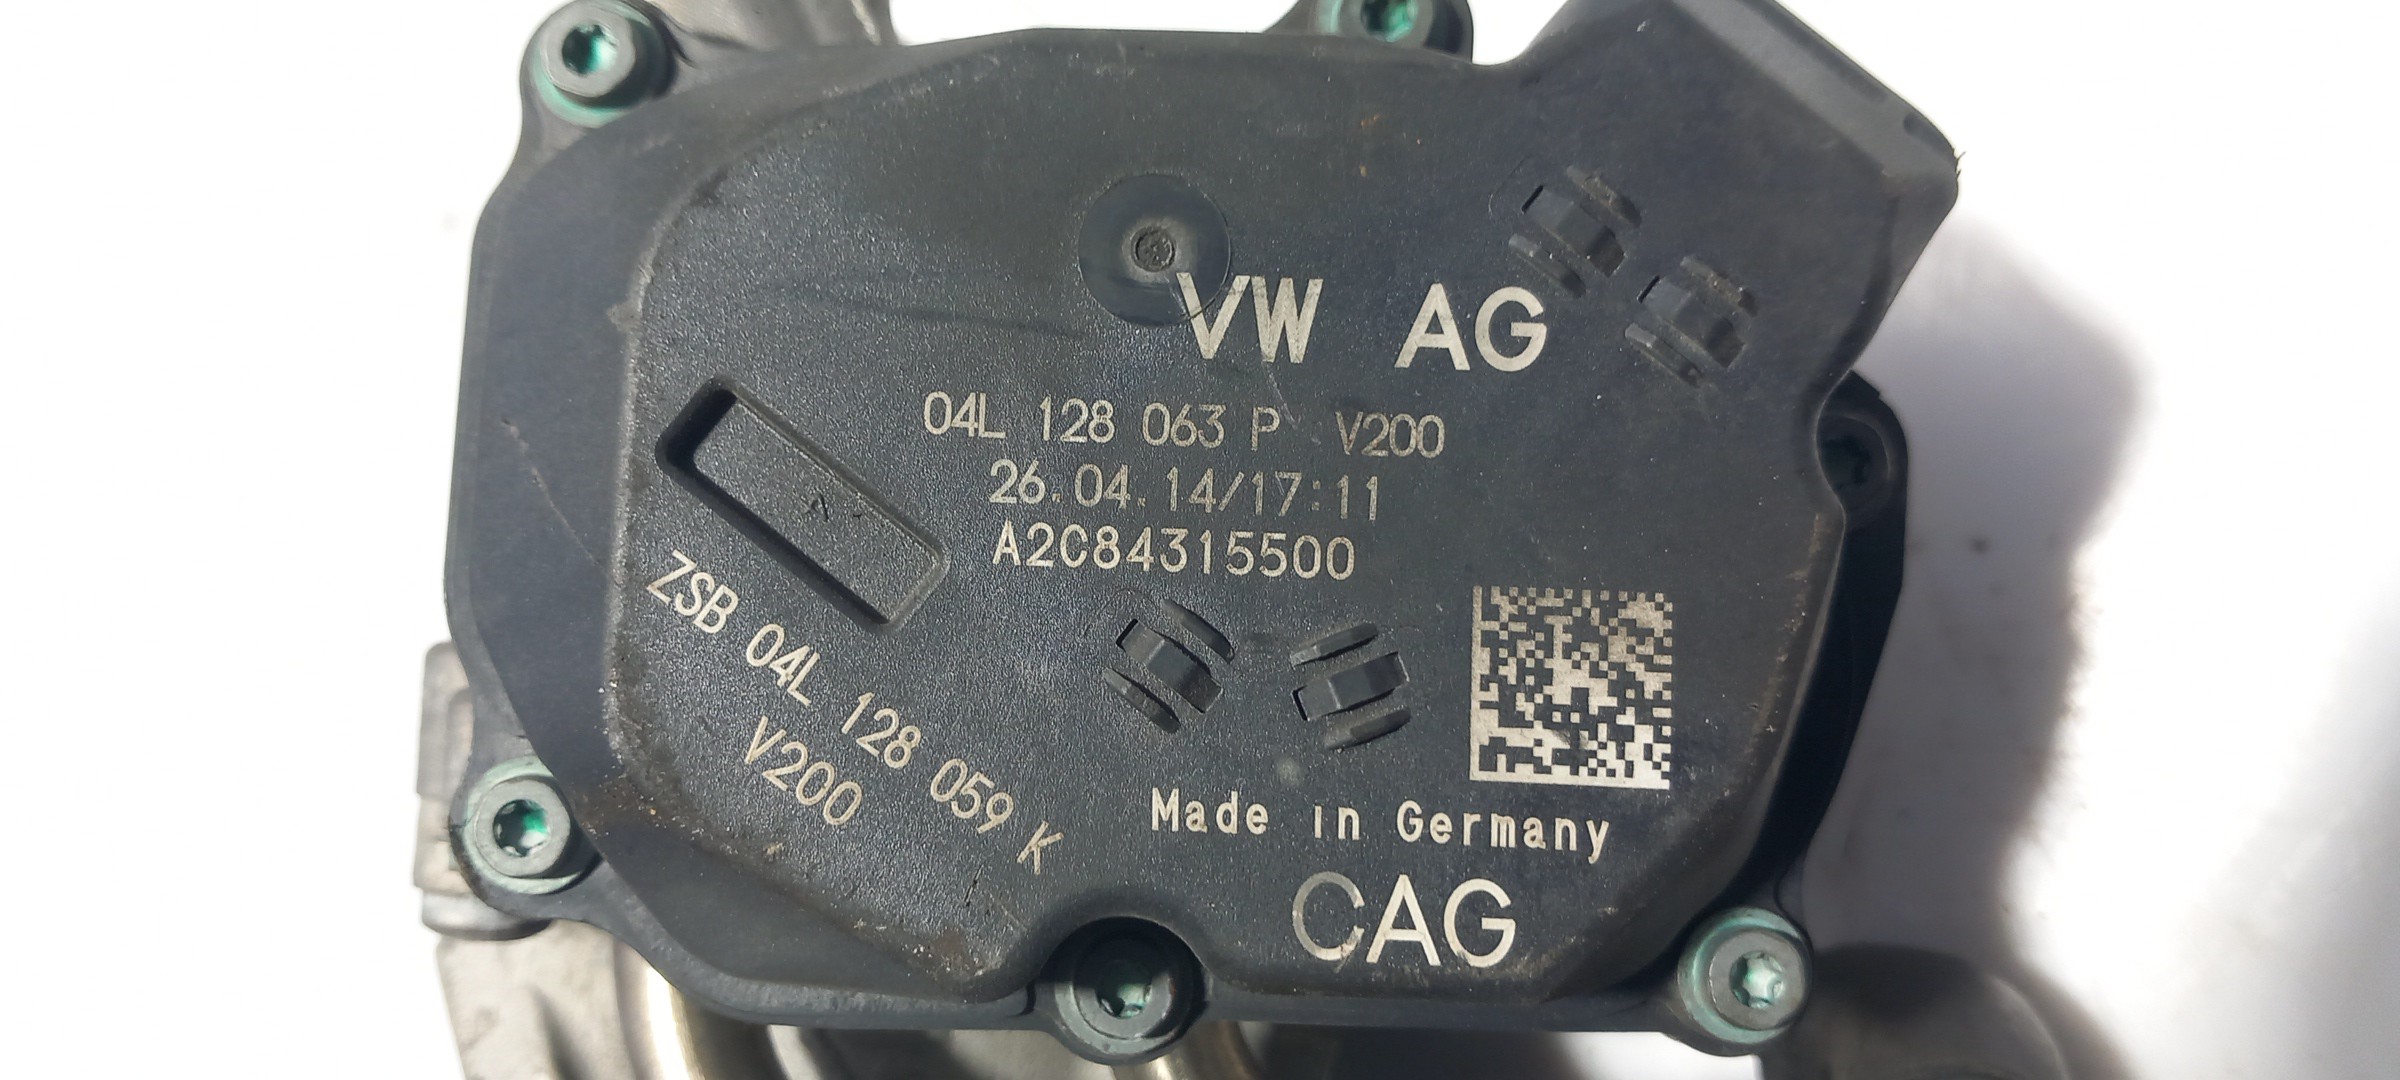 VW AG
04L 128 063 P V200
26.04.14/17:11
A2C84315500
ZSB 04L 128 059 K
V200
Made in Germany
CAG